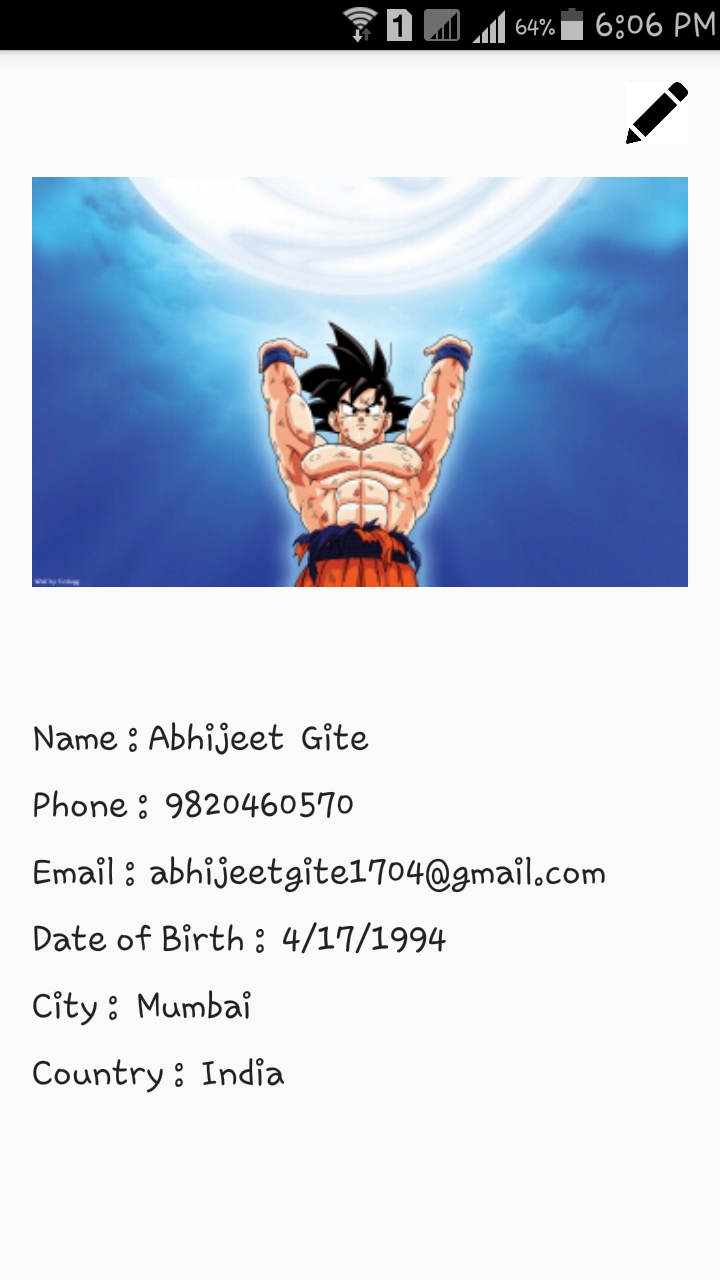 1 64% 6:06 PM
Name : Abhijeet Gite
Phone : 9820460570
Email : abhijeetgite1704@gmail.com
Date of Birth : 4/17/1994
City : Mumbai
Country : India